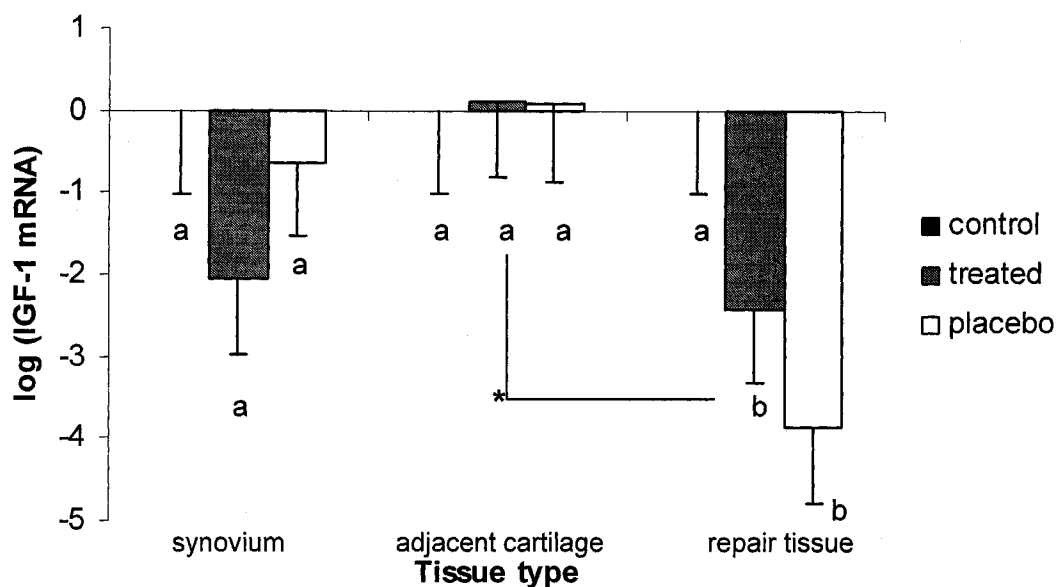 1
0
-1
-2
-3
-4
-5
log (IGF-1 mRNA)
a
a
a
a
a
a
a
b
b
*
synovium
adjacent cartilage
repair tissue
Tissue type
control
treated
placebo